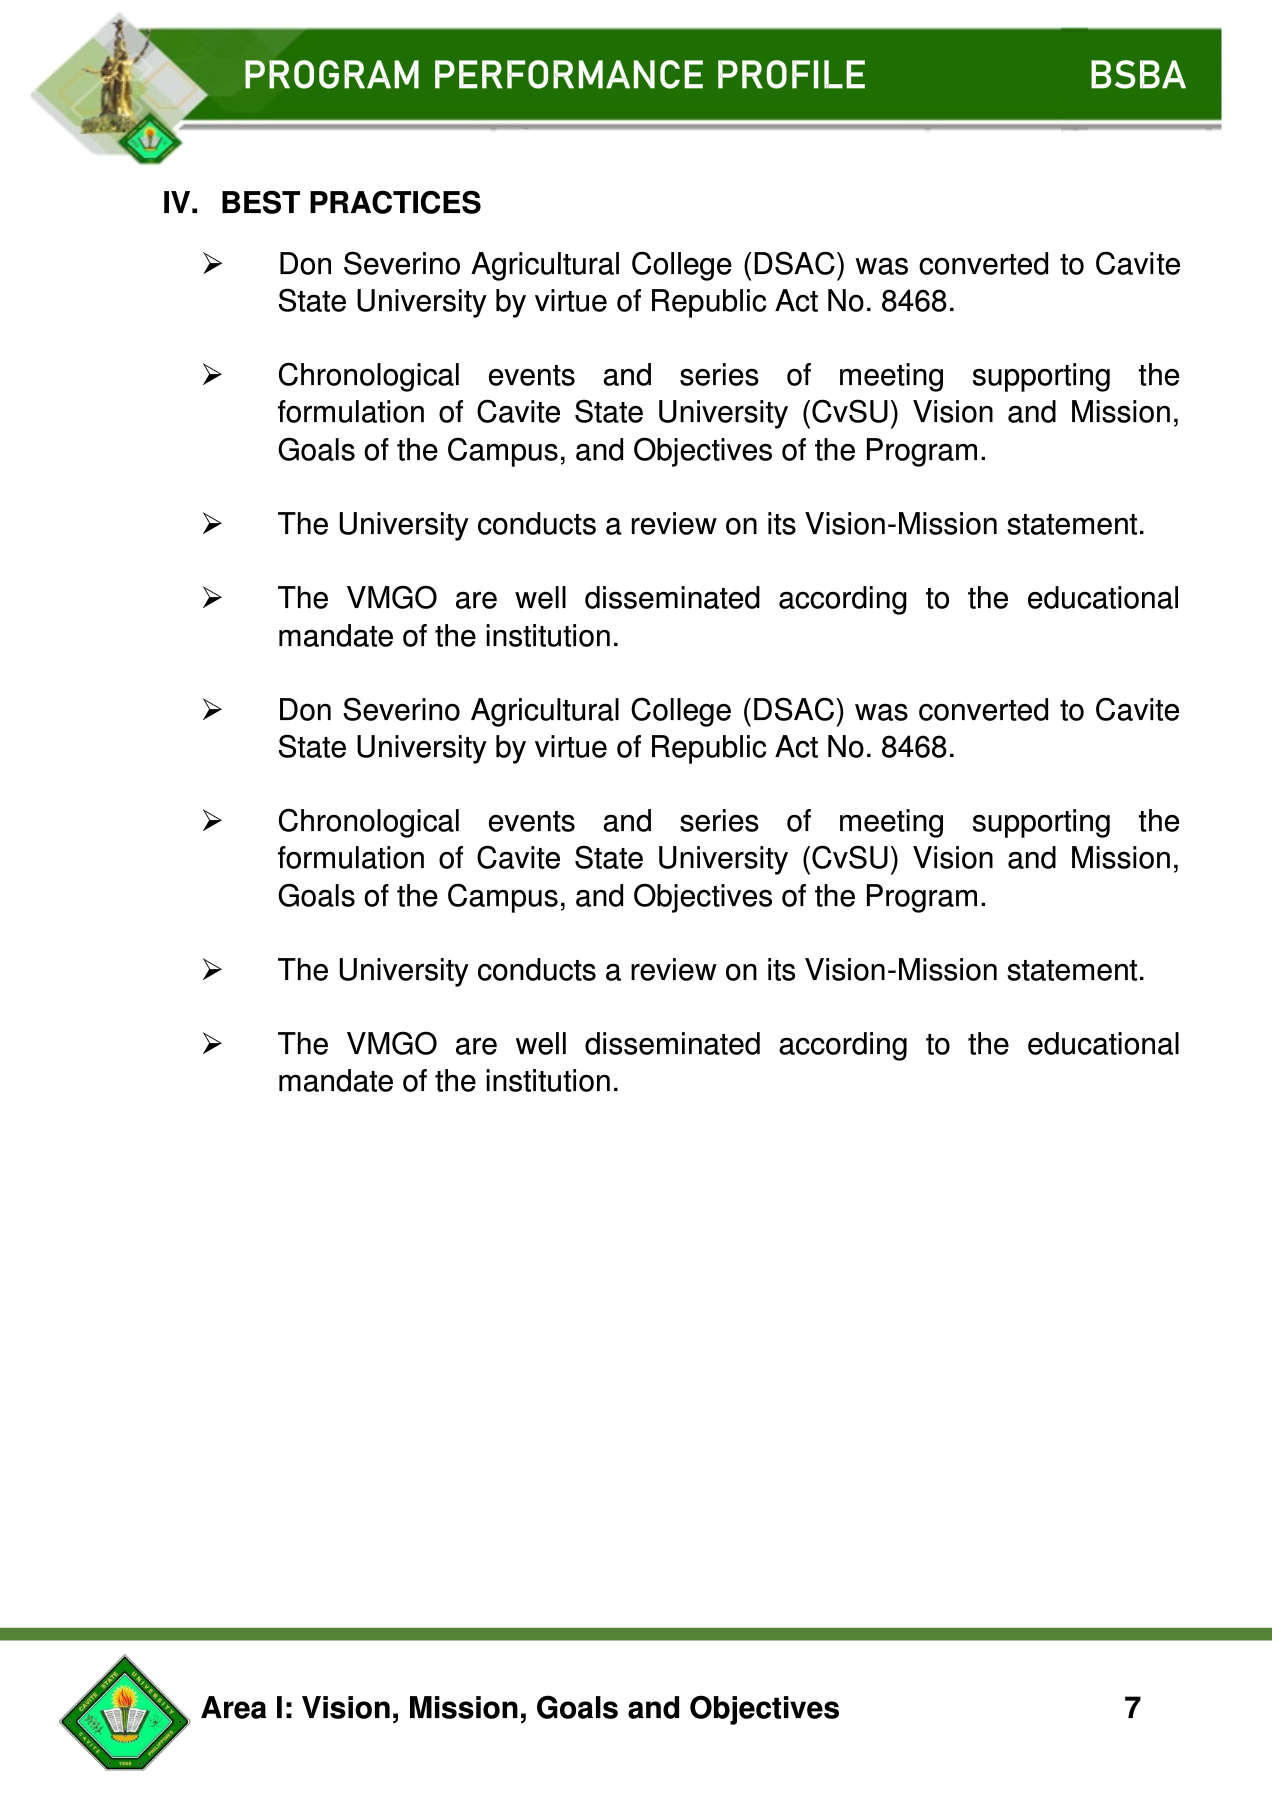 PROGRAM PERFORMANCE PROFILE BSBA
IV. BEST PRACTICES
➢ Don Severino Agricultural College (DSAC) was converted to Cavite
State University by virtue of Republic Act No. 8468.
➢ Chronological events and series of meeting supporting the
formulation of Cavite State University (CvSU) Vision and Mission,
Goals of the Campus, and Objectives of the Program.
➢ The University conducts a review on its Vision-Mission statement.
➢ The VMGO are well disseminated according to the educational
mandate of the institution.
➢ Don Severino Agricultural College (DSAC) was converted to Cavite
State University by virtue of Republic Act No. 8468.
➢ Chronological events and series of meeting supporting the
formulation of Cavite State University (CvSU) Vision and Mission,
Goals of the Campus, and Objectives of the Program.
➢ The University conducts a review on its Vision-Mission statement.
➢ The VMGO are well disseminated according to the educational
mandate of the institution.
CAVITE STATE UNIVERSITY
CAVITE PHILIPPINES
1906
Area I: Vision, Mission, Goals and Objectives 7